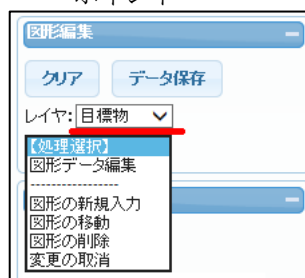 図形編集
クリア データ保存
レイヤ: 目標物
【処理選択】
図形データ編集
-----------------
図形の新規入力
図形の移動
図形の削除
変更の取消